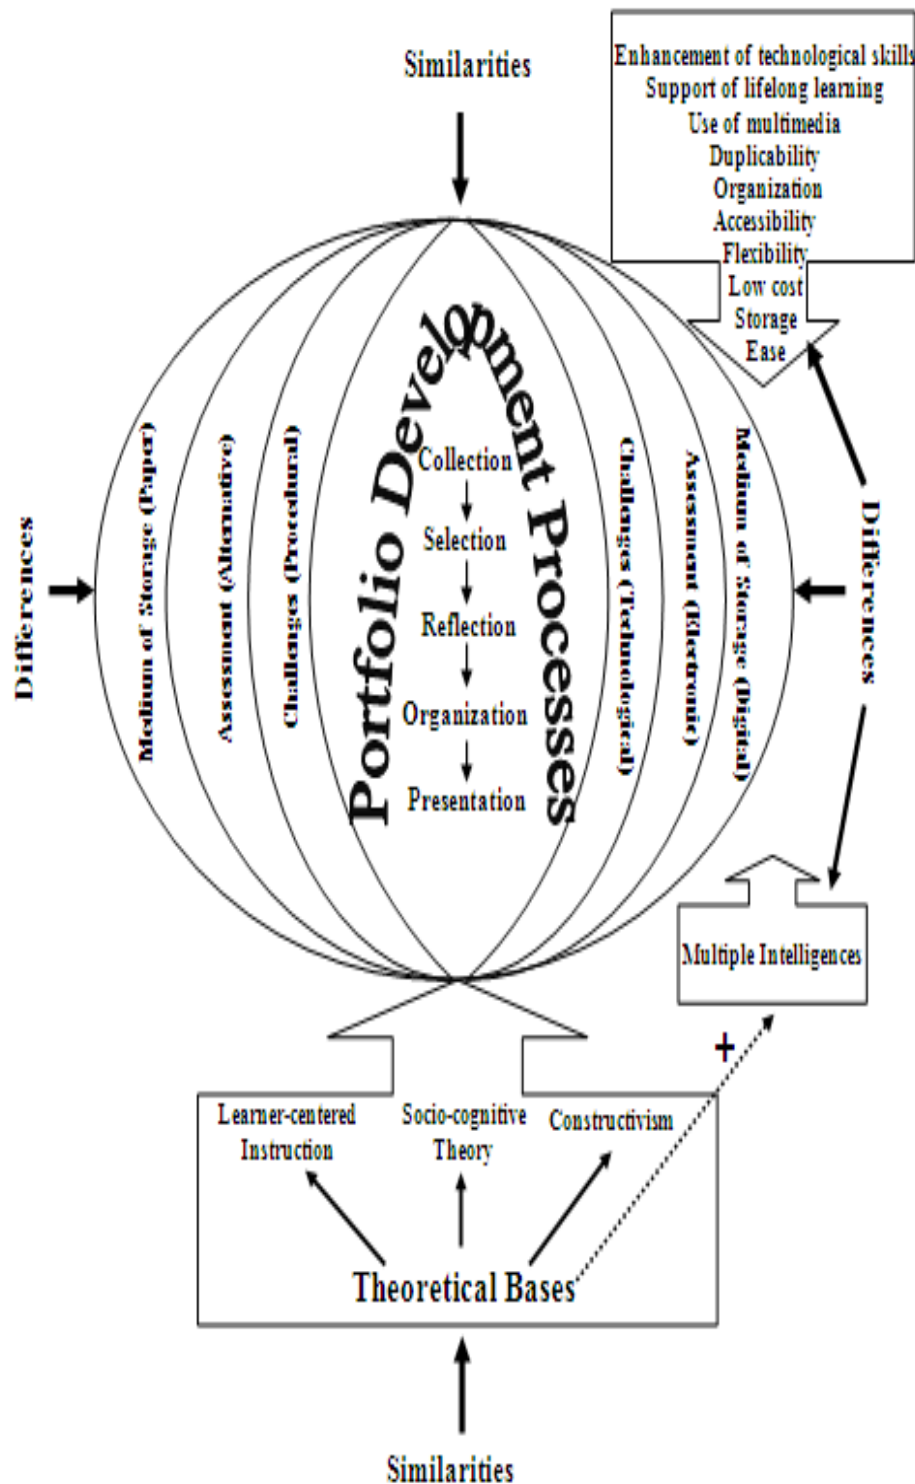 Similarities
Enhancement of technological skills
Support of lifelong learning
Use of multimedia
Duplicability
Organization
Accessibility
Flexibility
Low cost
Storage
Ease
Differences
Medium of Storage (Paper)
Assessment (Alternative)
Challenges (Procedural)
Portfolio Development Processes
Collection
Selection
Reflection
Organization
Presentation
Challenges (Technological)
Assessment (Electronic)
Medium of Storage (Digital)
Differences
Multiple Intelligences
+
Learner-centered
Instruction
Socio-cognitive
Theory
Constructivism
Theoretical Bases
Similarities